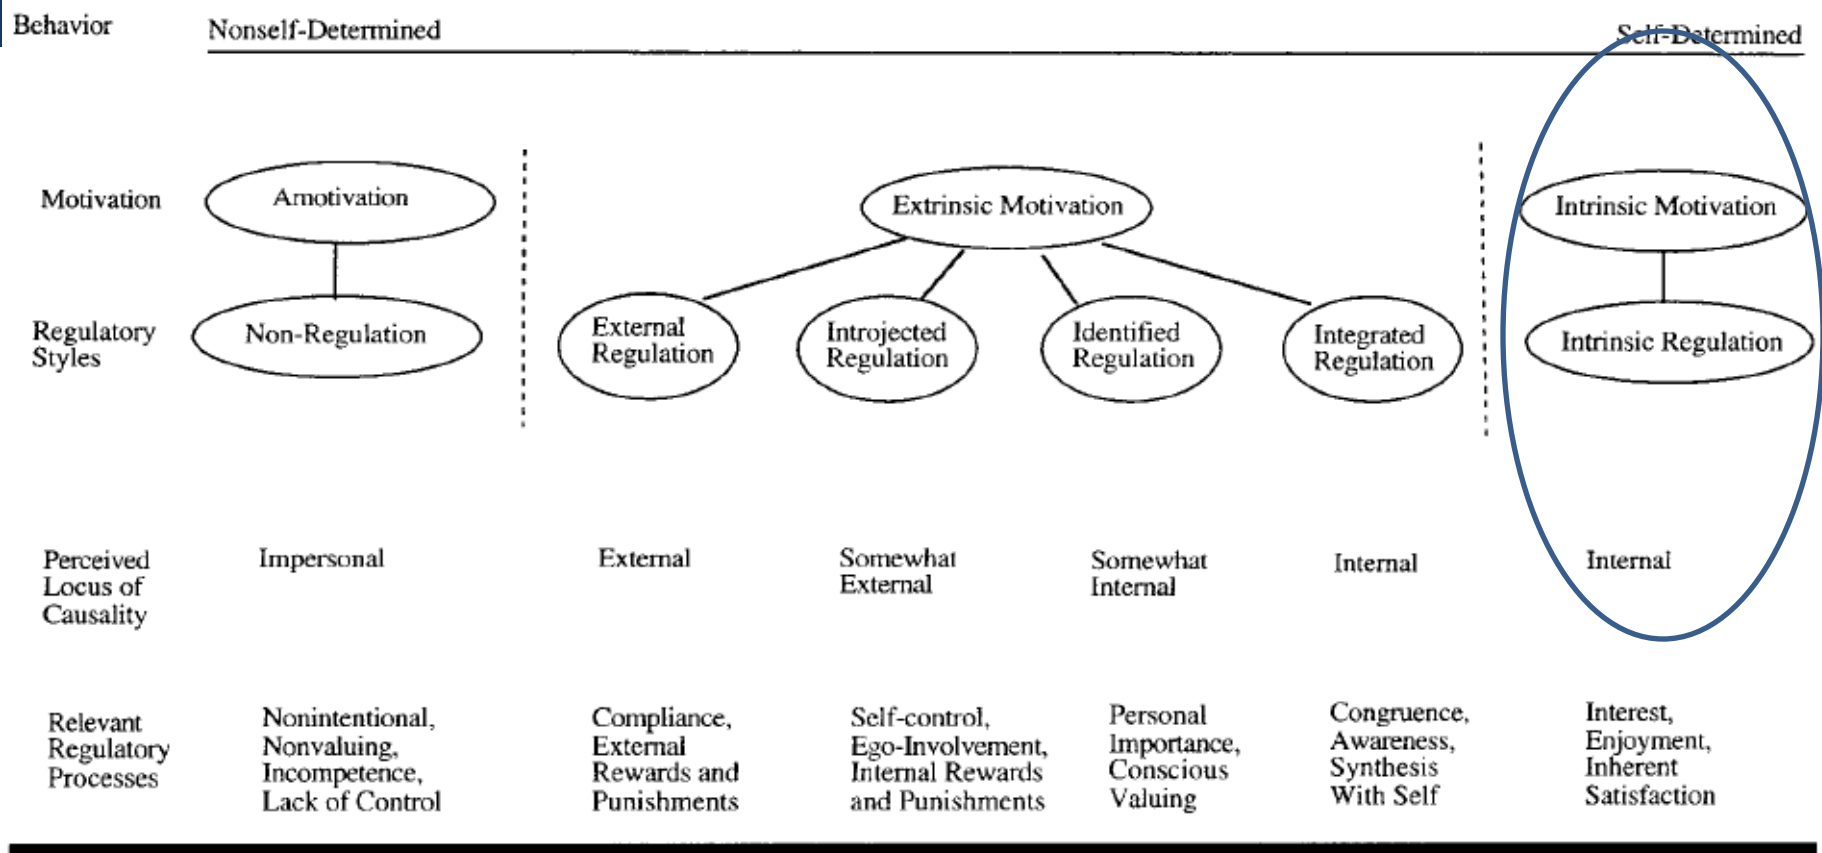 Behavior
Nonself-Determined
Self-Determined
Motivation
Amotivation
Extrinsic Motivation
Intrinsic Motivation
Regulatory
Styles
Non-Regulation
External
Regulation
Introjected
Regulation
Identified
Regulation
Integrated
Regulation
Intrinsic Regulation
Perceived
Locus of
Causality
Impersonal
External
Somewhat
External
Somewhat
Internal
Internal
Internal
Relevant
Regulatory
Processes
Nonintentional,
Nonvaluing,
Incompetence,
Lack of Control
Compliance,
External
Rewards and
Punishments
Self-control,
Ego-Involvement,
Internal Rewards
and Punishments
Personal
Importance,
Conscious
Valuing
Congruence,
Awareness,
Synthesis
With Self
Interest,
Enjoyment,
Inherent
Satisfaction